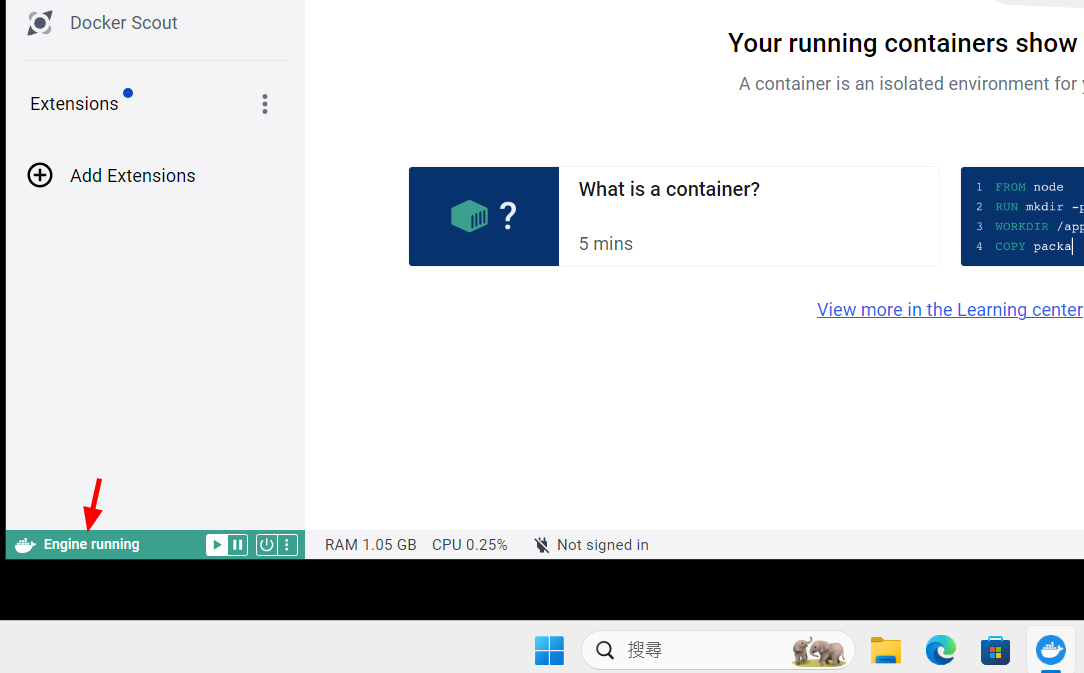 Docker Scout
Your running containers show
A container is an isolated environment for
Extensions
Add Extensions
What is a container?
5 mins
?
1 FROM node
2 RUN mkdir -p
3 WORKDIR /app
4 COPY packa
View more in the Learning center
Engine running
RAM 1.05 GB CPU 0.25% Not signed in
搜尋